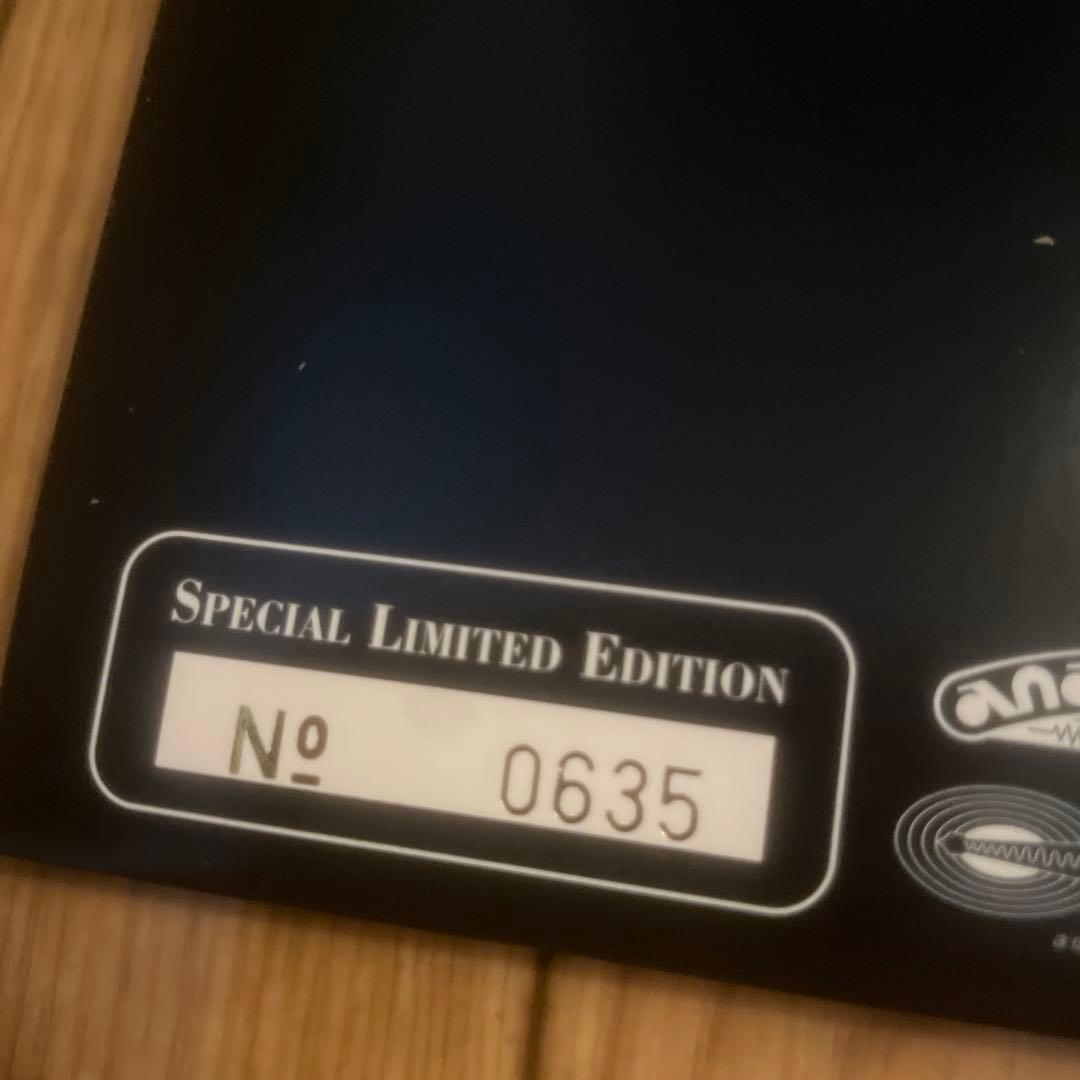 SPECIAL LIMITED EDITION
Nº 0635